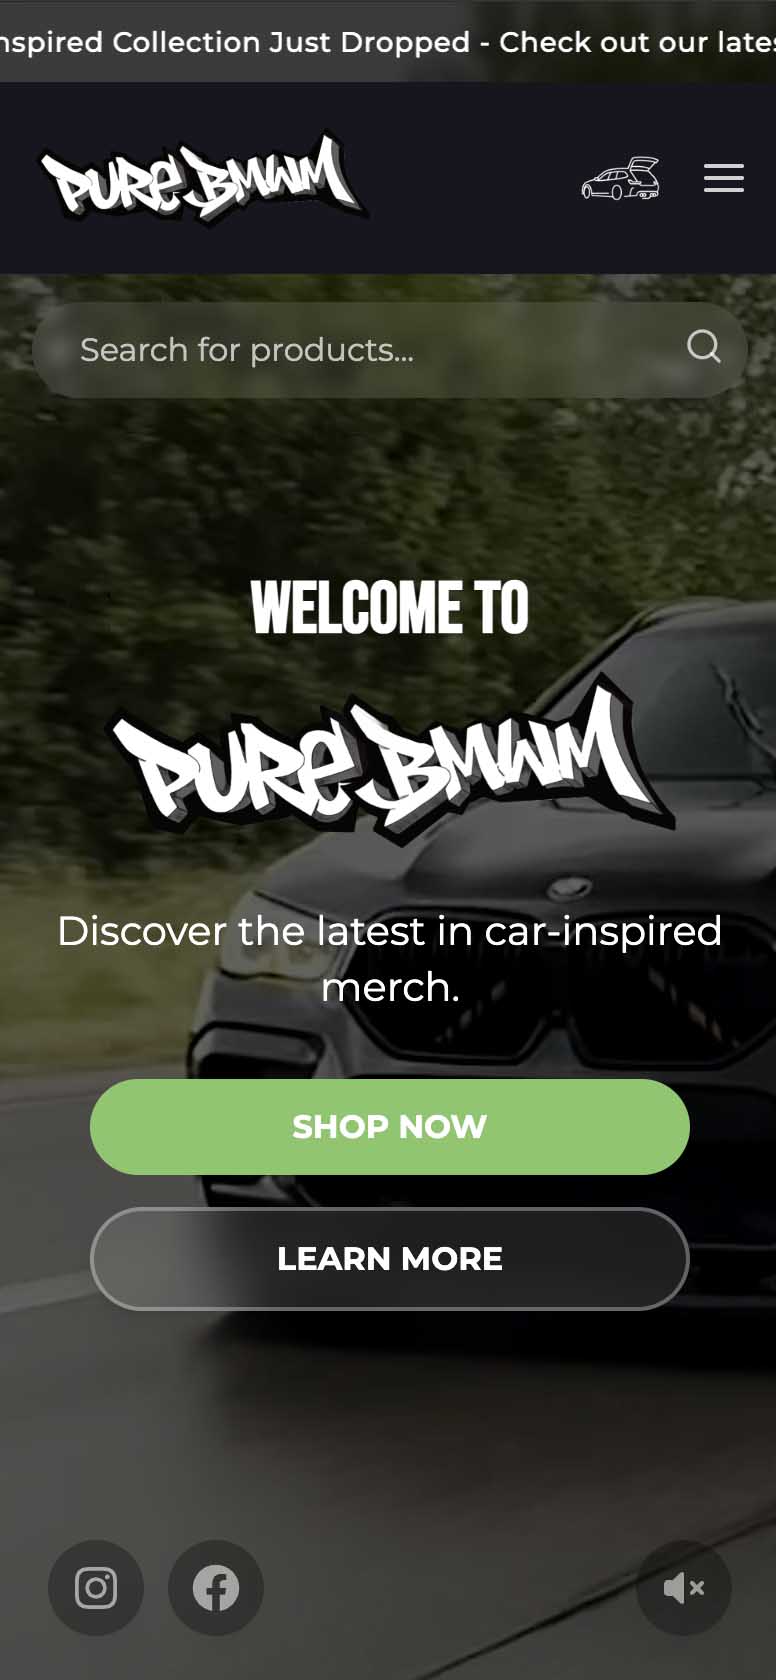 nspired Collection Just Dropped - Check out our lates
PURE BMWM
Search for products...
WELCOME TO
PURE BMWM
Discover the latest in car-inspired
merch.
SHOP NOW
LEARN MORE